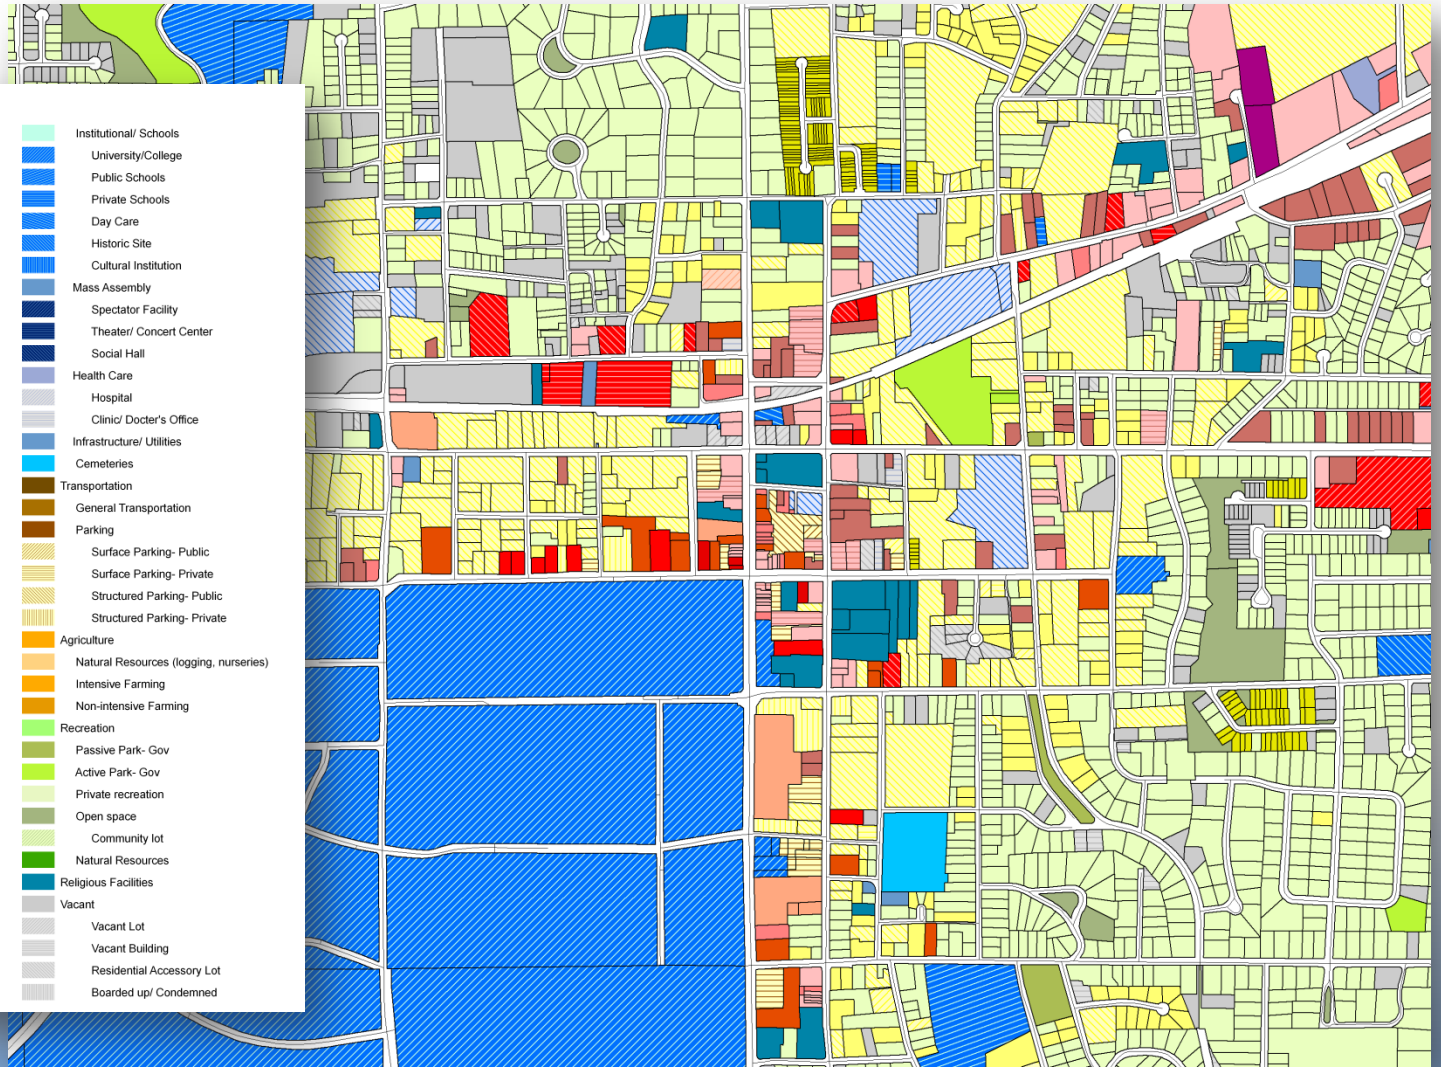 Institutional/ Schools
University/College
Public Schools
Private Schools
Day Care
Historic Site
Cultural Institution
Mass Assembly
Spectator Facility
Theater/ Concert Center
Social Hall
Health Care
Hospital
Clinic/ Docter's Office
Infrastructure/ Utilities
Cemeteries
Transportation
General Transportation
Parking
Surface Parking- Public
Surface Parking- Private
Structured Parking- Public
Structured Parking- Private
Agriculture
Natural Resources (logging, nurseries)
Intensive Farming
Non-intensive Farming
Recreation
Passive Park- Gov
Active Park- Gov
Private recreation
Open space
Community lot
Natural Resources
Religious Facilities
Vacant
Vacant Lot
Vacant Building
Residential Accessory Lot
Boarded up/ Condemned